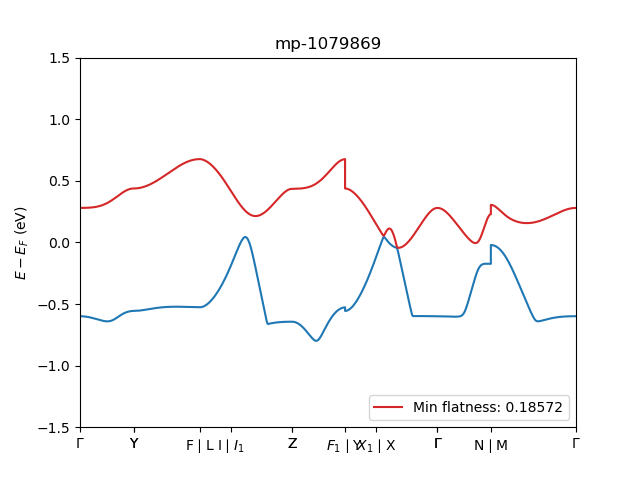 mp-1079869
E − E_F (eV)
1.5
1.0
0.5
0.0
−0.5
−1.0
−1.5
Min flatness: 0.18572
Γ Y F | L I | I₁ Z F₁ | Y X₁ | X Γ N | M Γ